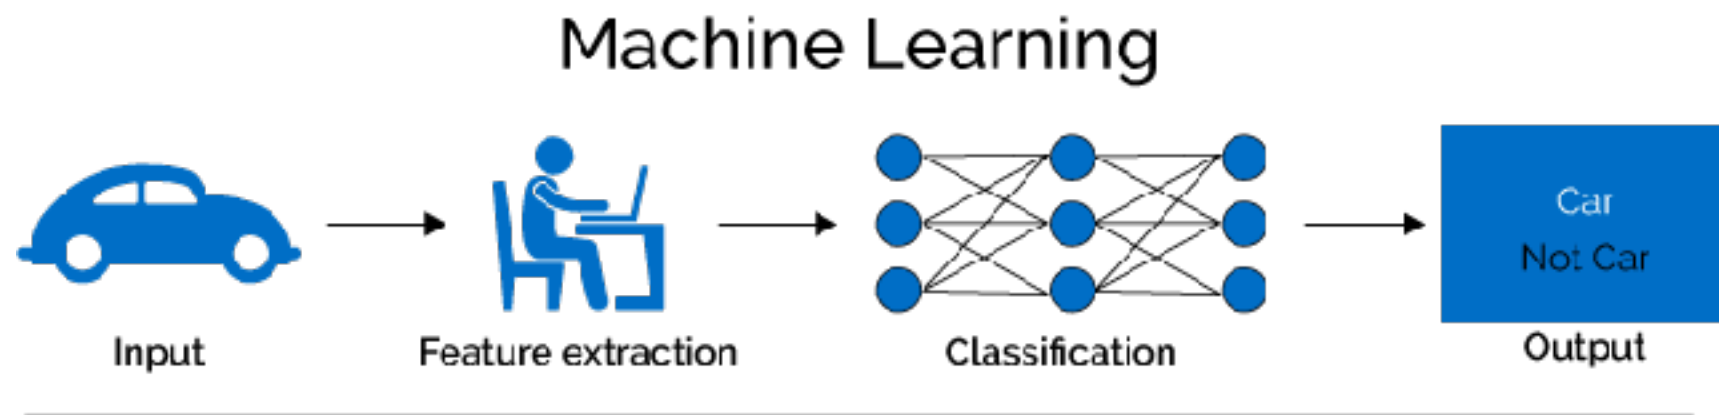 Machine Learning
Car
Not Car
Input
Feature extraction
Classification
Output